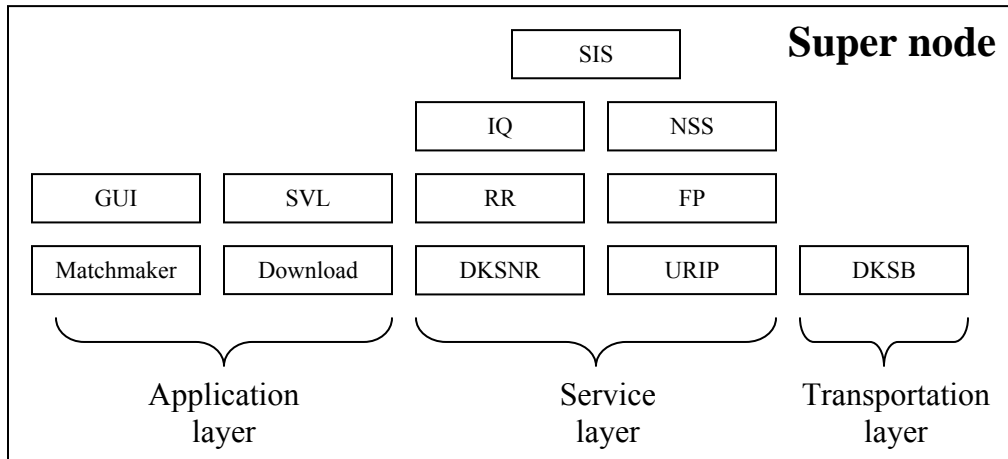 Super node
SIS
IQ NSS
GUI SVL RR FP
Matchmaker Download DKSNR URIP DKSB
Application Service Transportation
layer layer layer